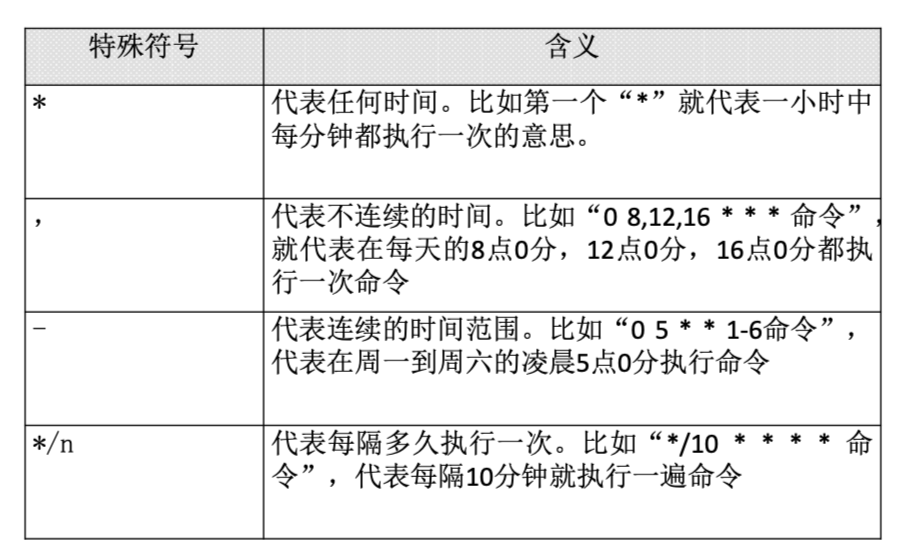 特殊符号 含义
* 代表任何时间。比如第一个“*”就代表一小时中
每分钟都执行一次的意思。
, 代表不连续的时间。比如“0 8,12,16 * * * 命令”,
就代表在每天的8点0分，12点0分，16点0分都执
行一次命令
- 代表连续的时间范围。比如“0 5 * * 1-6命令”，
代表在周一到周六的凌晨5点0分执行命令
*/n 代表每隔多久执行一次。比如“*/10 * * * * 命
令”，代表每隔10分钟就执行一遍命令